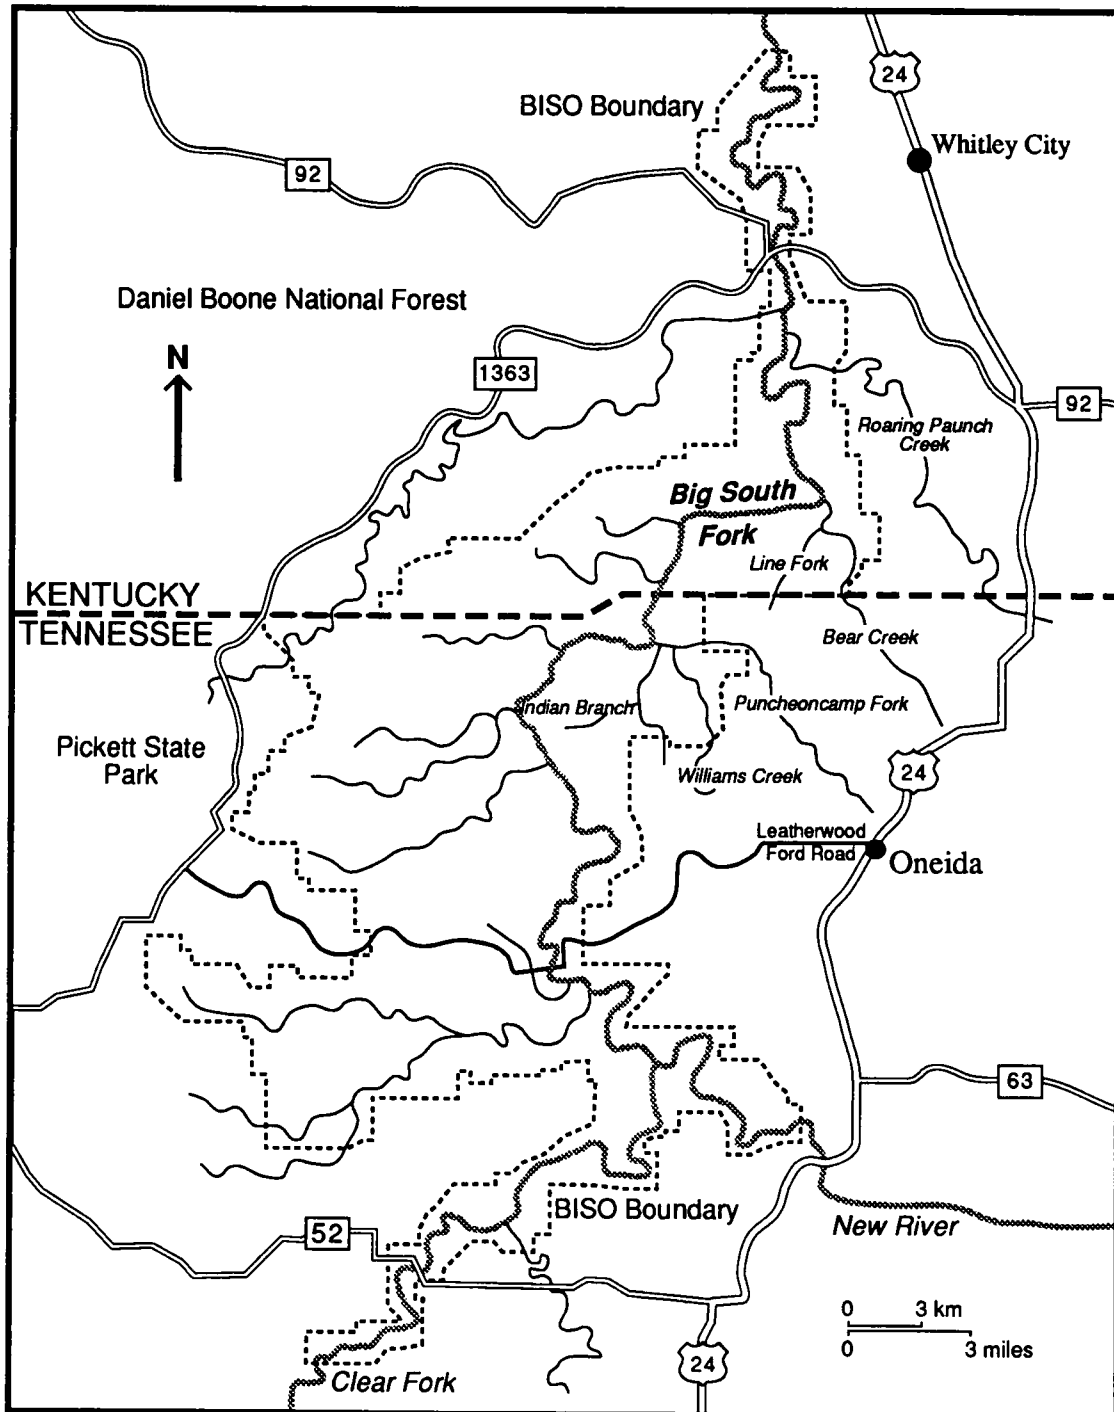 24
BISO Boundary
Whitley City
92
Daniel Boone National Forest
N
1363
92
Roaring Paunch
Creek
Big South
Fork
Line Fork
KENTUCKY
TENNESSEE
Bear Creek
Indian Branch
Puncheoncamp Fork
Pickett State
Park
Williams Creek
24
Leatherwood
Ford Road
Oneida
63
BISO Boundary
52
New River
0 3 km
0 3 miles
24
Clear Fork